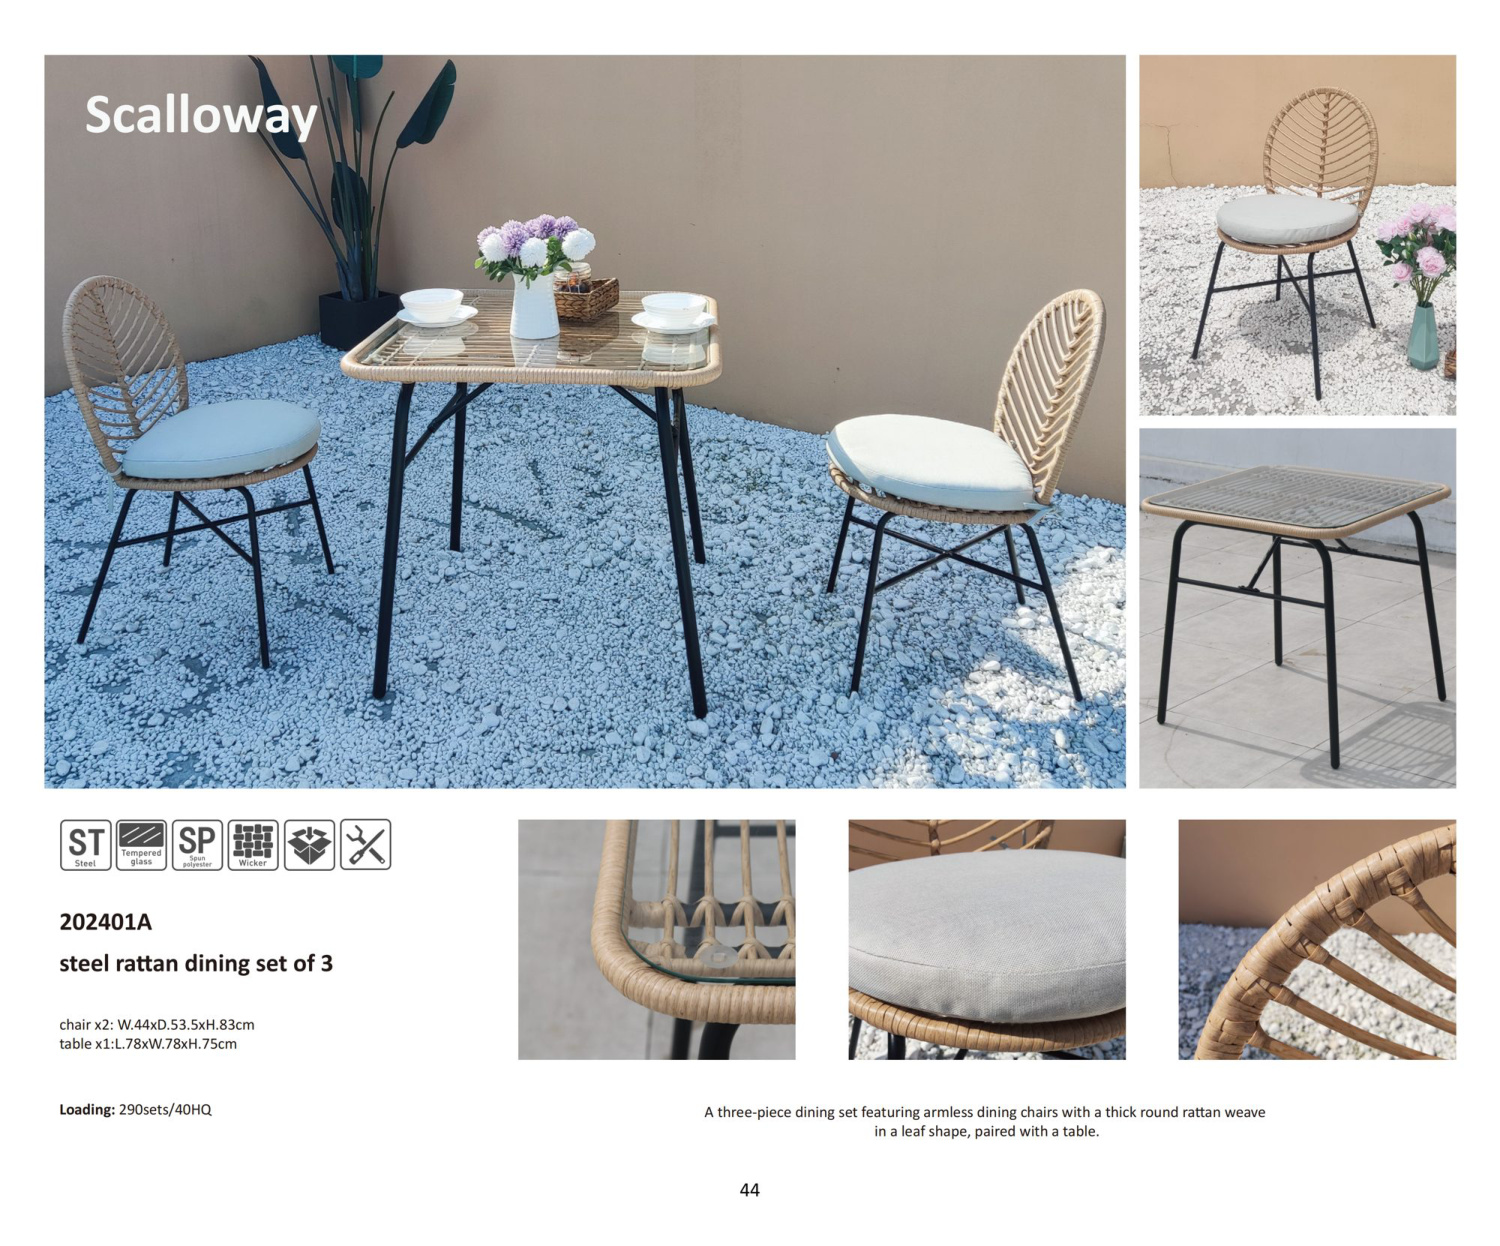 Scalloway
ST
Steel
Tempered
glass
SP
Spun
polyester
Wicker
202401A
steel rattan dining set of 3
chair x2: W.44xD.53.5xH.83cm
table x1:L.78xW.78xH.75cm
Loading: 290sets/40HQ
A three-piece dining set featuring armless dining chairs with a thick round rattan weave
in a leaf shape, paired with a table.
44